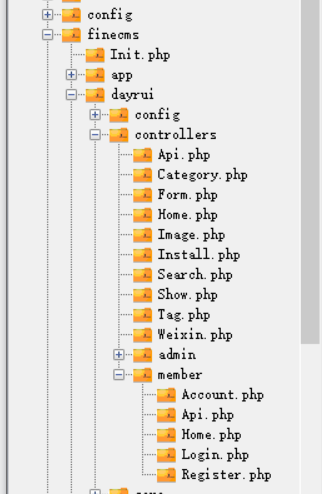 config
finecms
Init.php
app
dayrui
config
controllers
Api.php
Category.php
Form.php
Home.php
Image.php
Install.php
Search.php
Show.php
Tag.php
Weixin.php
admin
member
Account.php
Api.php
Home.php
Login.php
Register.php